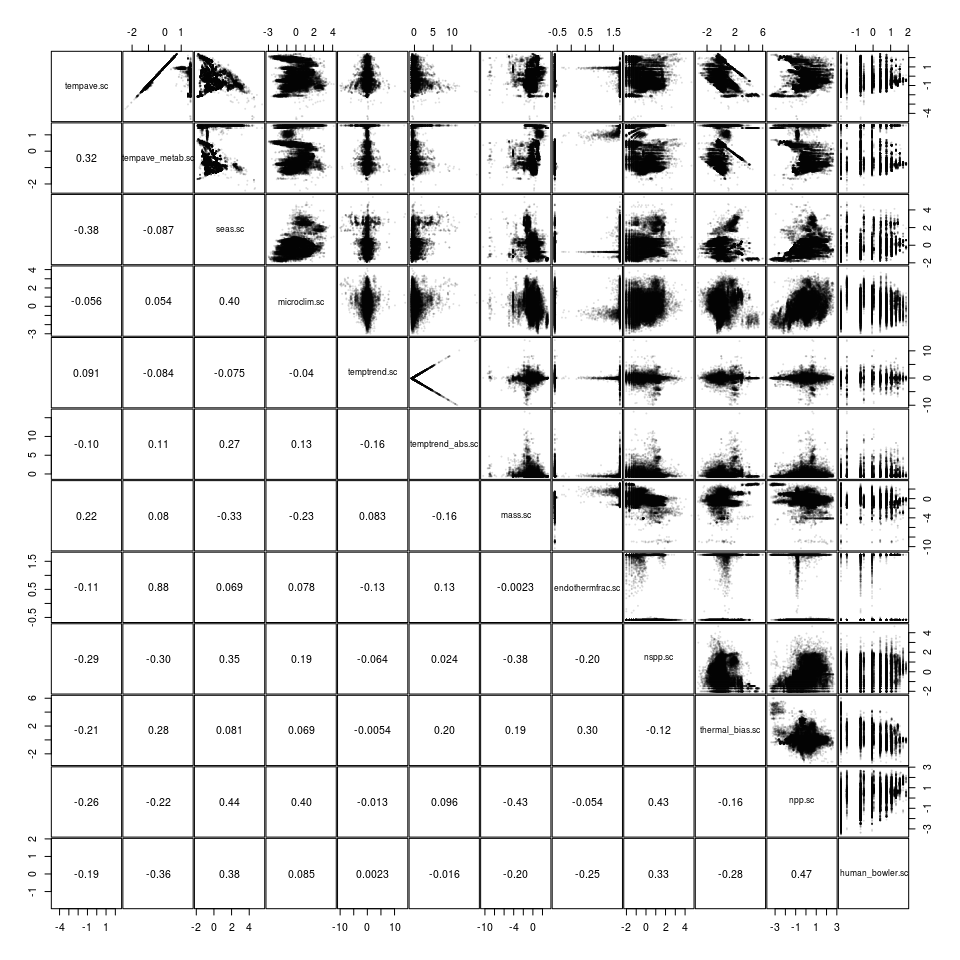 -2 0 1 -3 0 2 4 0 5 10 -0.5 0.5 1.5 -2 2 6 -1 0 1 2
tempave.sc -4 -1 1
-2 0 1 0.32 tempave_metab.sc
-0.38 -0.087 seas.sc -2 0 2 4
-3 0 2 4 -0.056 0.054 0.40 microclim.sc
0.091 -0.084 -0.075 -0.04 temptrend.sc -10 0 10
0 5 10 -0.10 0.11 0.27 0.13 -0.16 temptrend_abs.sc
0.22 0.08 -0.33 -0.23 0.083 -0.16 mass.sc -10 -4 0
-0.5 0.5 1.5 -0.11 0.88 0.069 0.078 -0.13 0.13 -0.0023 endothermfrac.sc
-0.29 -0.30 0.35 0.19 -0.064 0.024 -0.38 -0.20 nspp.sc -2 0 2 4
-2 2 6 -0.21 0.28 0.081 0.069 -0.0054 0.20 0.19 0.30 -0.12 thermal_bias.sc
-0.26 -0.22 0.44 0.40 -0.013 0.096 -0.43 -0.054 0.43 -0.16 npp.sc -3 -1 1 3
-1 0 1 2 -0.19 -0.36 0.38 0.085 0.0023 -0.016 -0.20 -0.25 0.33 -0.28 0.47 human_bowler.sc
-4 -1 1 -2 0 2 4 -10 0 10 -10 -4 0 -2 0 2 4 -3 -1 1 3